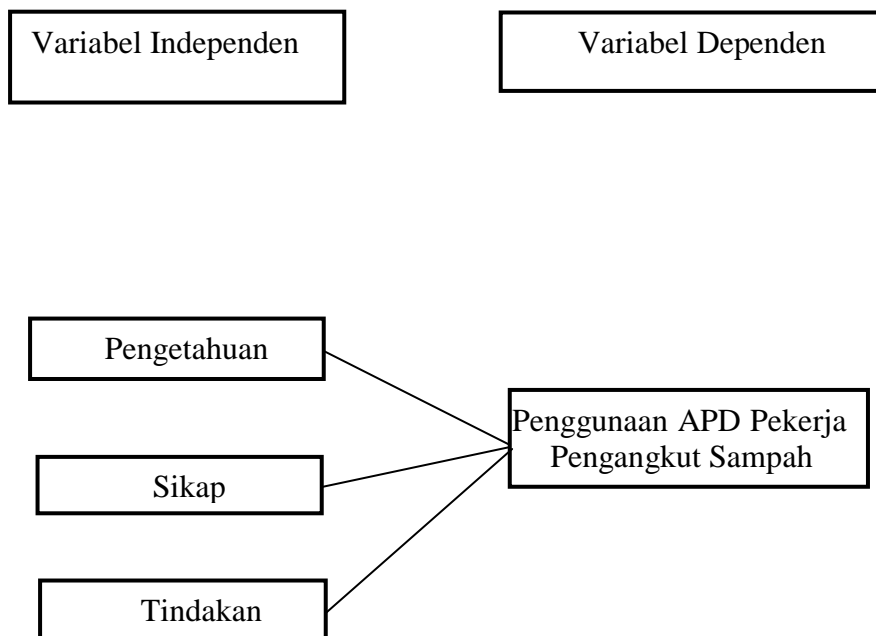 Variabel Independen
Variabel Dependen
Pengetahuan
Penggunaan APD Pekerja
Pengangkut Sampah
Sikap
Tindakan